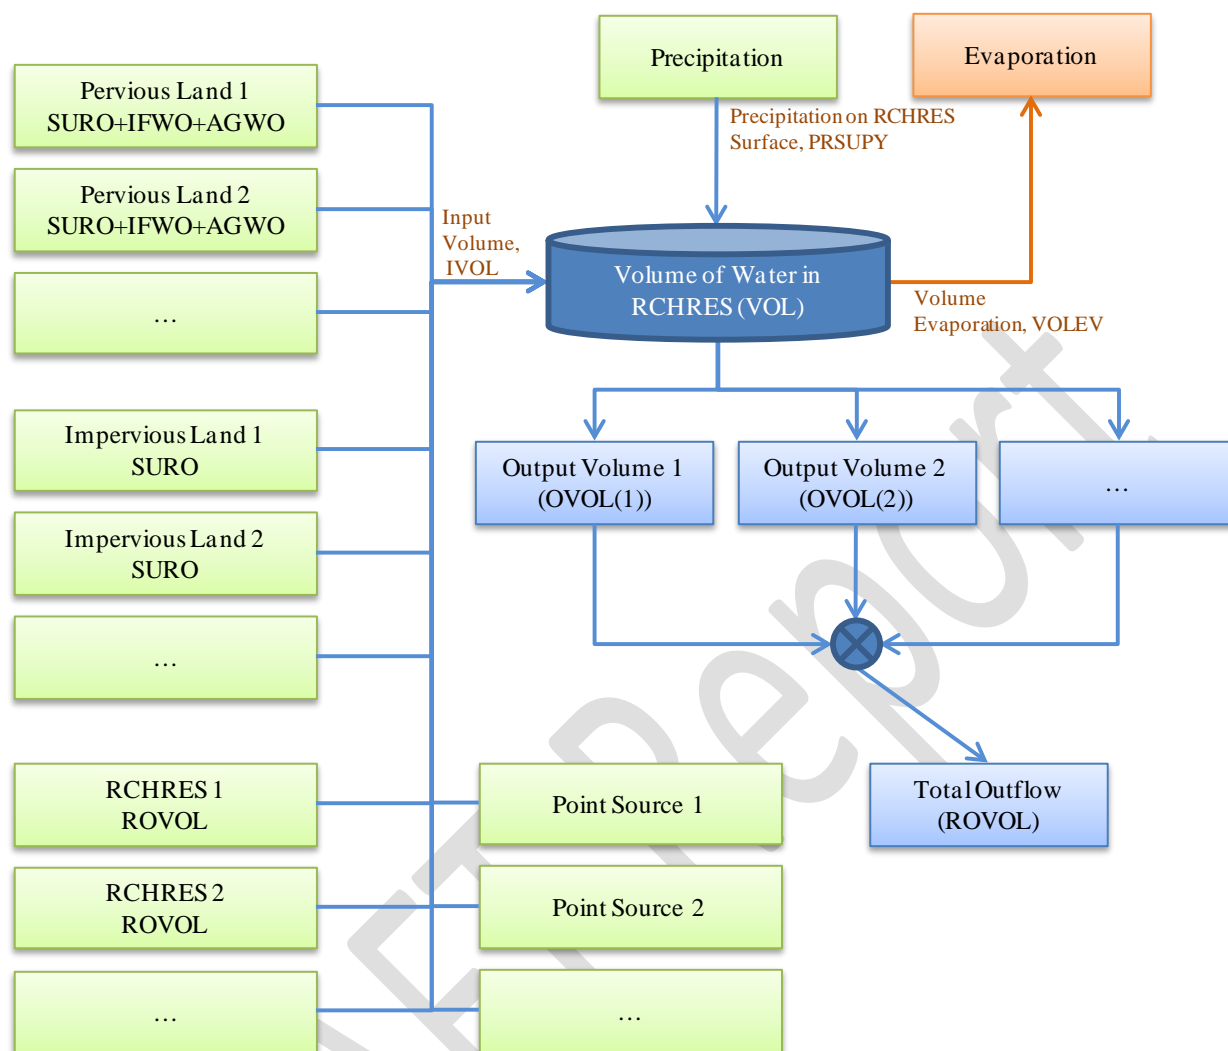 Precipitation
Evaporation
Pervious Land 1
SURO+IFWO+AGWO
Precipitation on RCHRES
Surface, PRSUPY
Pervious Land 2
SURO+IFWO+AGWO
Input
Volume,
IVOL
Volume of Water in
RCHRES (VOL)
…
Volume
Evaporation, VOLEV
Impervious Land 1
SURO
Output Volume 1
(OVOL(1))
Output Volume 2
(OVOL(2))
…
Impervious Land 2
SURO
…
RCHRES 1
ROVOL
Point Source 1
Total Outflow
(ROVOL)
RCHRES 2
ROVOL
Point Source 2
…
…
Report